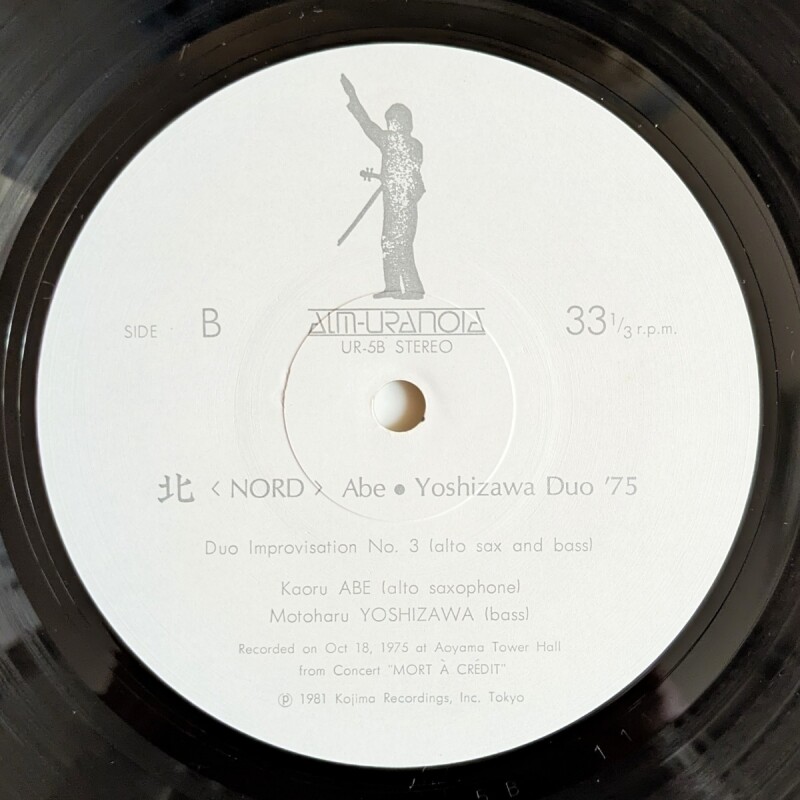 SIDE B
ALM-URANOIA
33 1/3 r.p.m.
UR-5B STEREO
北 < NORD > Abe ● Yoshizawa Duo '75
Duo Improvisation No. 3 (alto sax and bass)
Kaoru ABE (alto saxophone)
Motoharu YOSHIZAWA (bass)
Recorded on Oct 18, 1975 at Aoyama Tower Hall
from Concert "MORT À CRÉDIT"
℗ 1981 Kojima Recordings, Inc. Tokyo